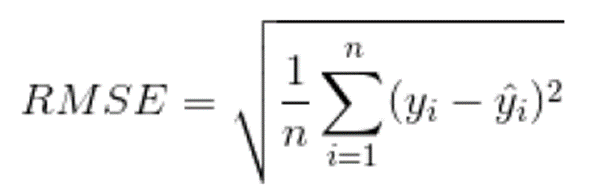 RMSE = \sqrt{\frac{1}{n} \sum_{i=1}^{n} (y_i - \hat{y}_i)^2}